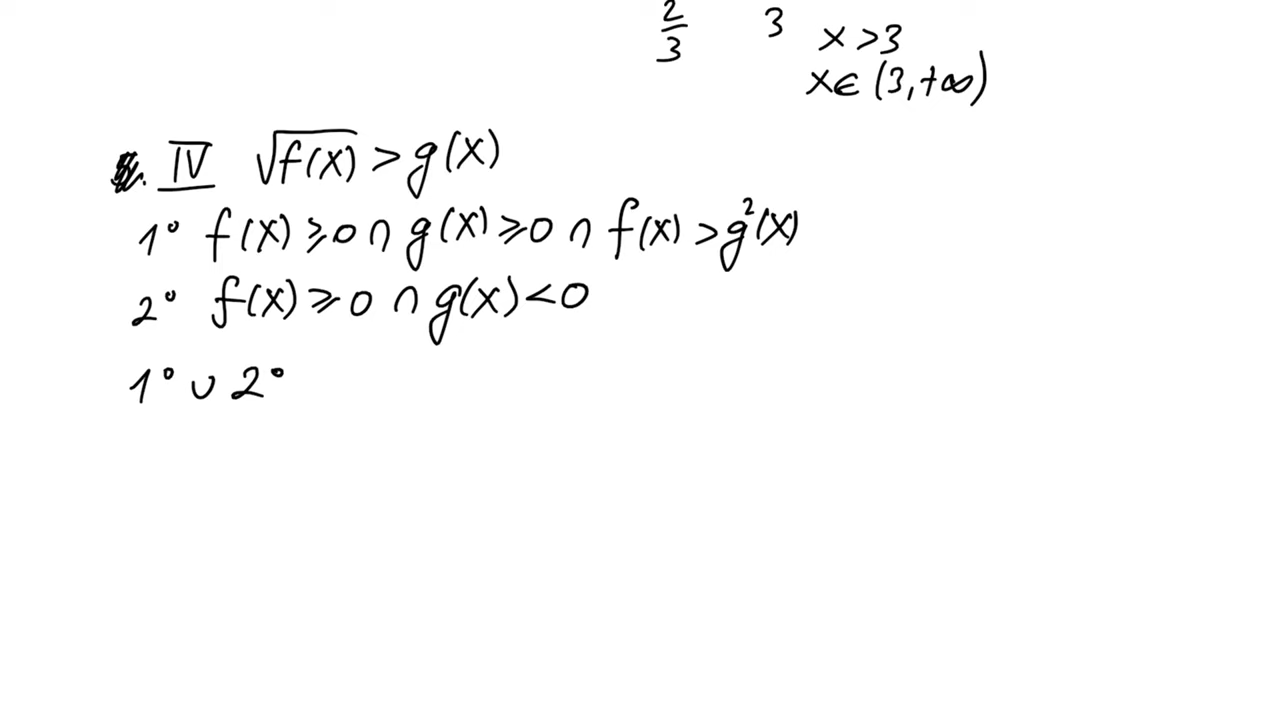 2/3 3 x > 3
x ∈ (3, +∞)
IV √f(x) > g(x)
1° f(x) ⩾ 0 ∩ g(x) ⩾ 0 ∩ f(x) > g²(x)
2° f(x) ⩾ 0 ∩ g(x) < 0
1° ∪ 2°